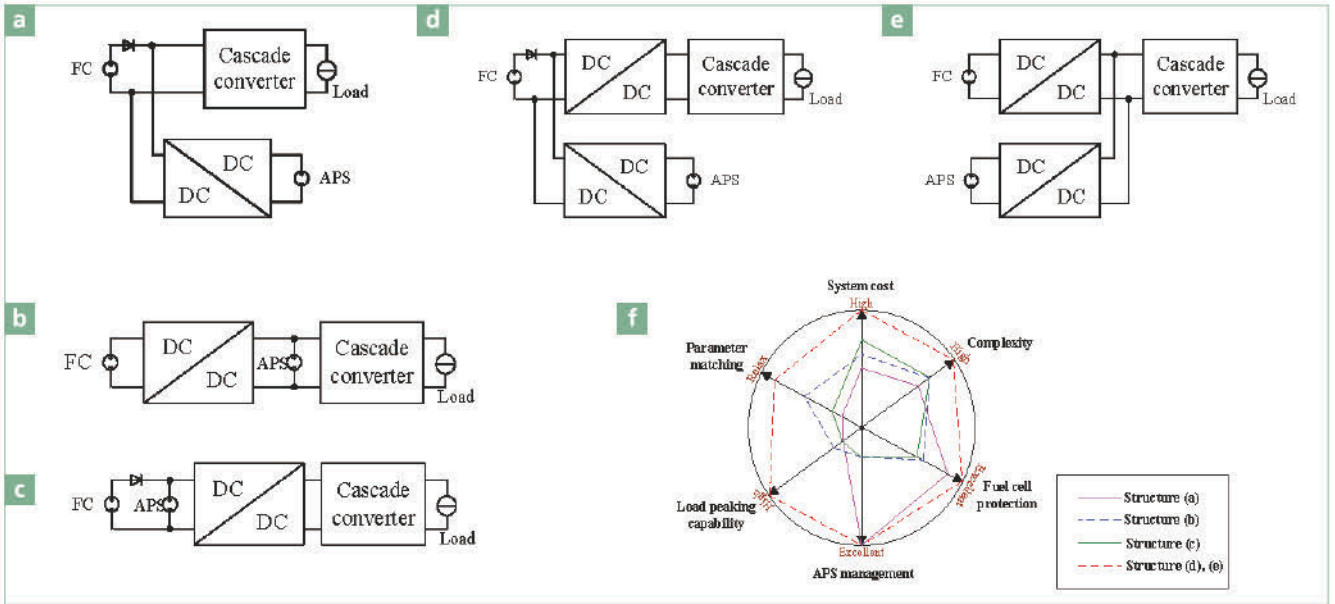 a
FC
Cascade
converter
Load
DC
DC
APS
d
FC
DC
DC
Cascade
converter
Load
DC
DC
APS
e
FC
DC
DC
Cascade
converter
Load
APS
DC
DC
b
FC
DC
DC
APS
Cascade
converter
Load
c
FC
APS
DC
DC
Cascade
converter
Load
f
System cost
High
Complexity
High
Parameter
matching
Relax
Load peaking
capability
High
Fuel cell
protection
Excellent
Excellent
APS management
Structure (a)
Structure (b)
Structure (c)
Structure (d), (e)